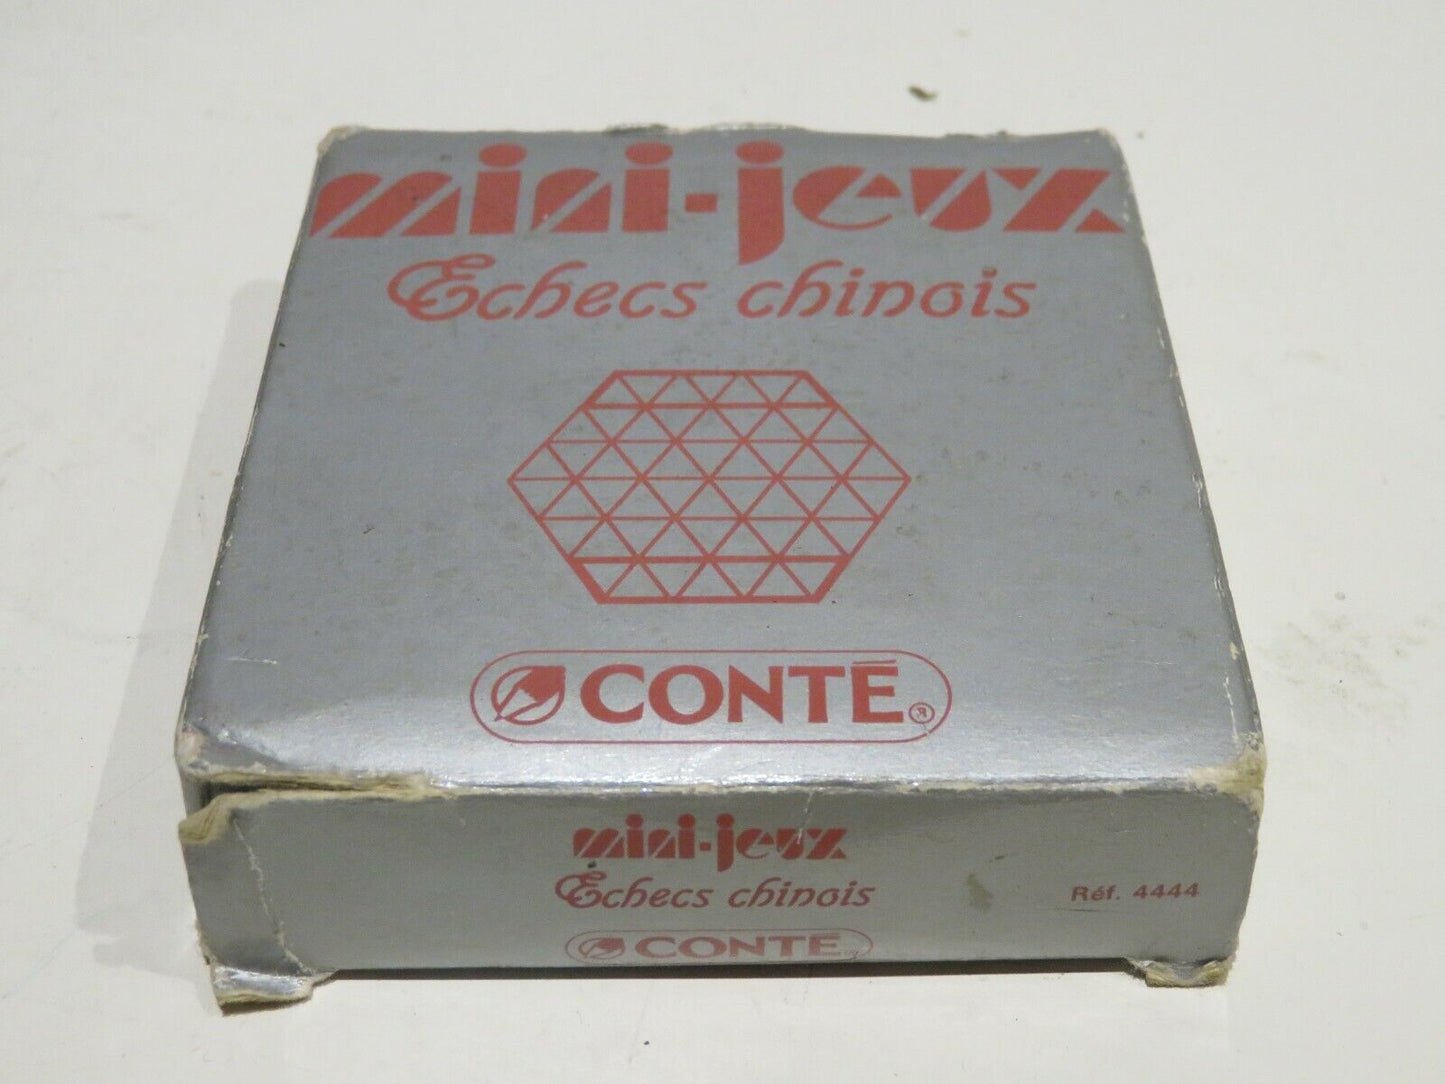 mini-jeux
Echecs chinois
CONTÉ®
mini-jeux
Echecs chinois
CONTÉ
Réf. 4444